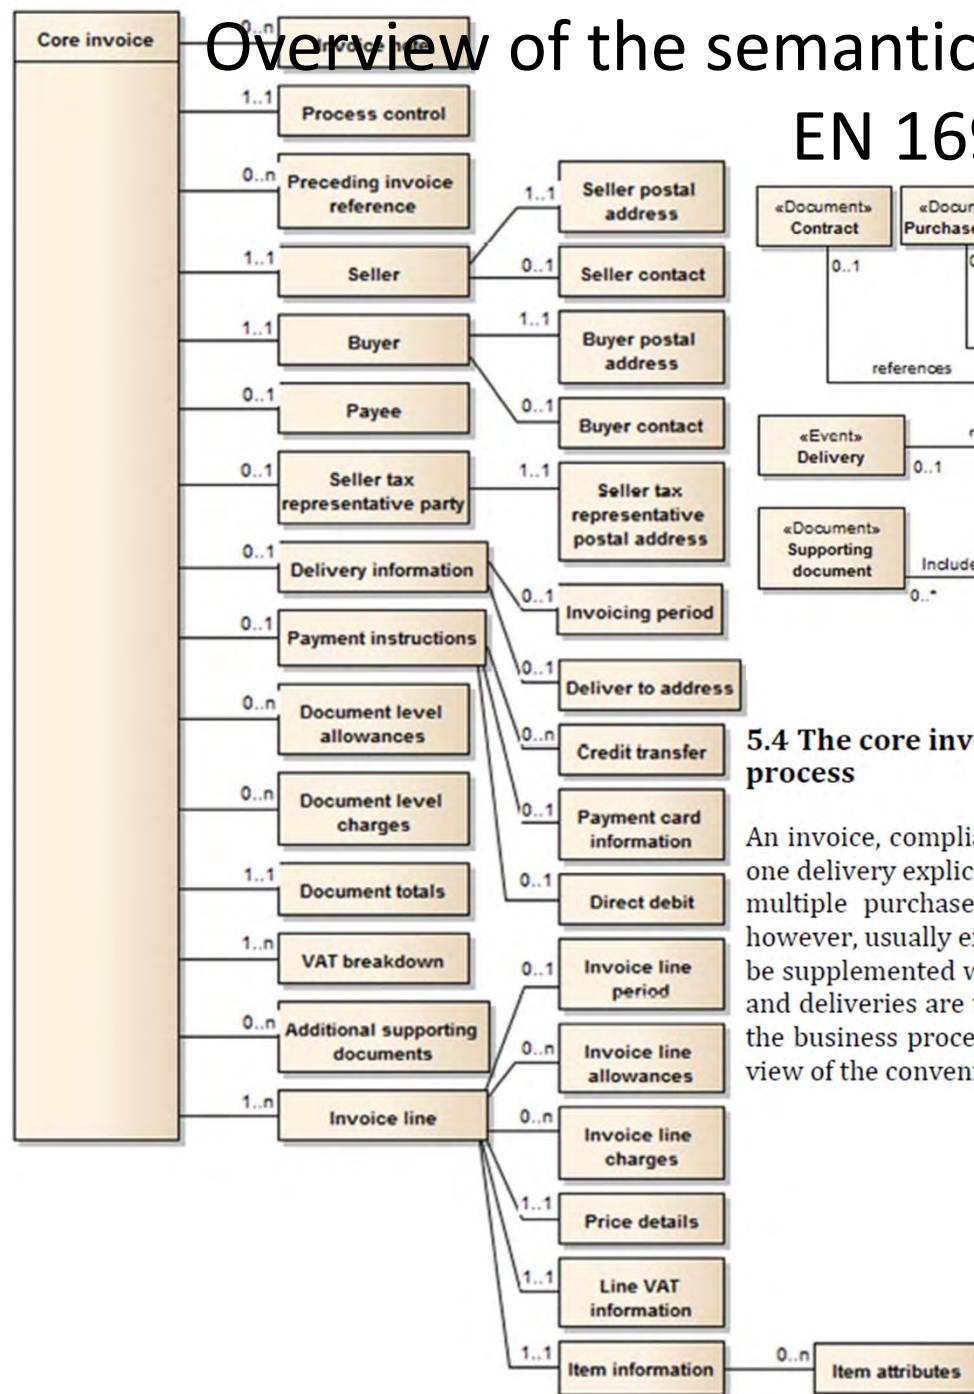 Overview of the semantic
EN 169
Core invoice
0..n
Invoice note
1..1
Process control
0..n
Preceding invoice
reference
1..1
Seller
1..1
Seller postal
address
0..1
Seller contact
1..1
Buyer
1..1
Buyer postal
address
0..1
Buyer contact
0..1
Payee
0..1
Seller tax
representative party
1..1
Seller tax
representative
postal address
0..1
Delivery information
0..1
Invoicing period
0..1
Deliver to address
0..1
Payment instructions
0..n
Credit transfer
0..1
Payment card
information
0..1
Direct debit
0..n
Document level
allowances
0..n
Document level
charges
1..1
Document totals
1..n
VAT breakdown
0..n
Additional supporting
documents
1..n
Invoice line
0..1
Invoice line
period
0..n
Invoice line
allowances
0..n
Invoice line
charges
1..1
Price details
1..1
Line VAT
information
1..1
Item information
0..n
Item attributes
«Document»
Contract
0..1
«Docum
Purchase
references
«Event»
Delivery
0..1
«Document»
Supporting
document
Include
0..*
5.4 The core inv
process
An invoice, complia
one delivery explic
multiple purchase
however, usually ex
be supplemented w
and deliveries are
the business proce
view of the conven